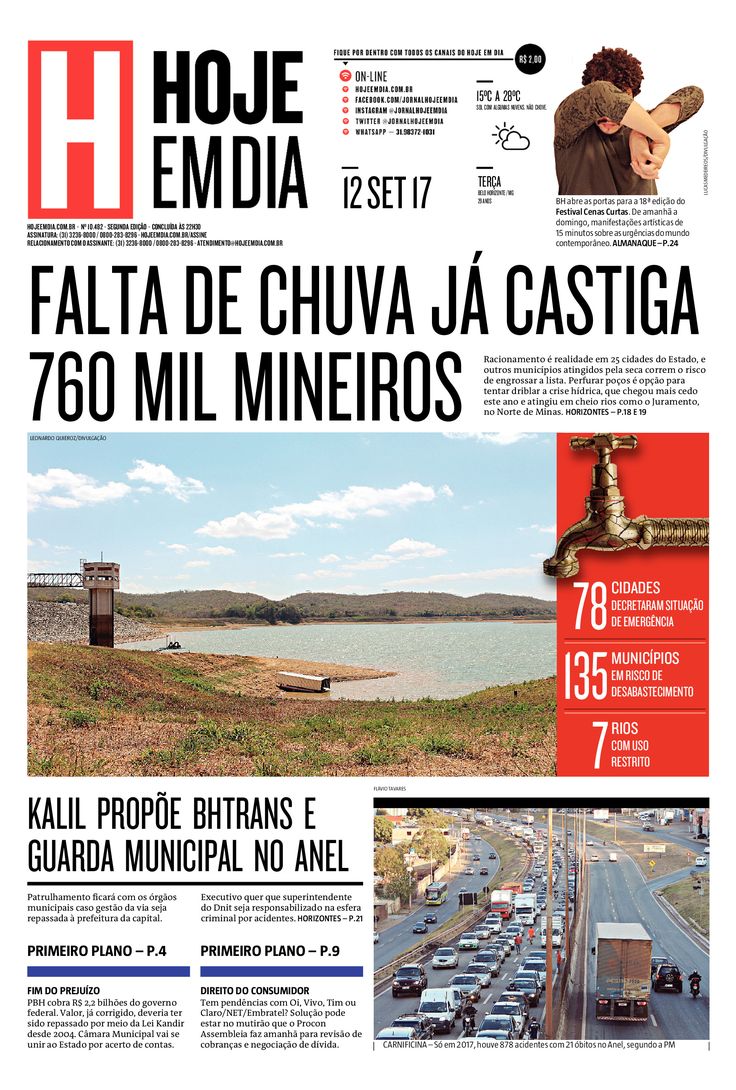 H
HOJE
EM DIA
HOJEEMDIA.COM.BR - Nº 10.482 - SEGUNDA EDIÇÃO - CONCLUÍDA ÀS 22H30
ASSINATURA: (31) 3236-8000 / 0800-283-8296 - HOJEEMDIA.COM.BR/ASSINE
RELACIONAMENTO COM O ASSINANTE: (31) 3236-8000 / 0800-283-8296 - ATENDIMENTO@HOJEEMDIA.COM.BR
FIQUE POR DENTRO COM TODOS OS CANAIS DO HOJE EM DIA
R$ 2,00
ON-LINE
HOJEEMDIA.COM.BR
FACEBOOK.COM/JORNALHOJEEMDIA
INSTAGRAM @JORNALHOJEEMDIA
TWITTER @JORNALHOJEEMDIA
WHATSAPP — 31.98372-1031
15ºC A 28ºC
SOL COM ALGUMAS NUVENS. NÃO CHOVE.
12 SET 17
TERÇA
BELO HORIZONTE / MG
29 ANOS
LUCAS MEDEIROS/DIVULGAÇÃO
BH abre as portas para a 18ª edição do
Festival Cenas Curtas. De amanhã a
domingo, manifestações artísticas de
15 minutos sobre as urgências do mundo
contemporâneo. ALMANAQUE – P.24
FALTA DE CHUVA JÁ CASTIGA
760 MIL MINEIROS
Racionamento é realidade em 25 cidades do Estado, e
outros municípios atingidos pela seca correm o risco
de engrossar a lista. Perfurar poços é opção para
tentar driblar a crise hídrica, que chegou mais cedo
este ano e atingiu em cheio rios como o Juramento,
no Norte de Minas. HORIZONTES – P.18 E 19
LEONARDO QUIEROZ/DIVULGAÇÃO
78 CIDADES
DECRETARAM SITUAÇÃO
DE EMERGÊNCIA
135 MUNICÍPIOS
EM RISCO DE
DESABASTECIMENTO
7 RIOS
COM USO
RESTRITO
KALIL PROPÕE BHTRANS E
GUARDA MUNICIPAL NO ANEL
Patrulhamento ficará com os órgãos
municipais caso gestão da via seja
repassada à prefeitura da capital.
Executivo quer que superintendente
do Dnit seja responsabilizado na esfera
criminal por acidentes. HORIZONTES – P.21
PRIMEIRO PLANO – P.4
FIM DO PREJUÍZO
PBH cobra R$ 2,2 bilhões do governo
federal. Valor, já corrigido, deveria ter
sido repassado por meio da Lei Kandir
desde 2004. Câmara Municipal vai se
unir ao Estado por acerto de contas.
PRIMEIRO PLANO – P.9
DIREITO DO CONSUMIDOR
Tem pendências com Oi, Vivo, Tim ou
Claro/NET/Embratel? Solução pode
estar no mutirão que o Procon
Assembleia faz amanhã para revisão de
cobranças e negociação de dívida.
FLÁVIO TAVARES
CARNIFICINA – Só em 2017, houve 878 acidentes com 21 óbitos no Anel, segundo a PM